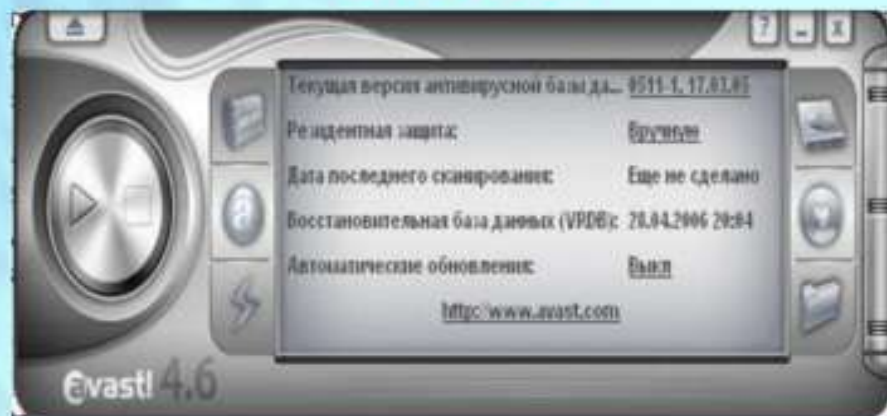 ? _ x
Текущая версия антивирусной базы да... 0511-1, 17.03.05
Резидентная защита: Вручную
Дата последнего сканирования: Еще не сделано
Восстановительная база данных (VRDB): 28.04.2006 20:04
Автоматические обновления: Выкл
http://www.avast.com
avast! 4.6